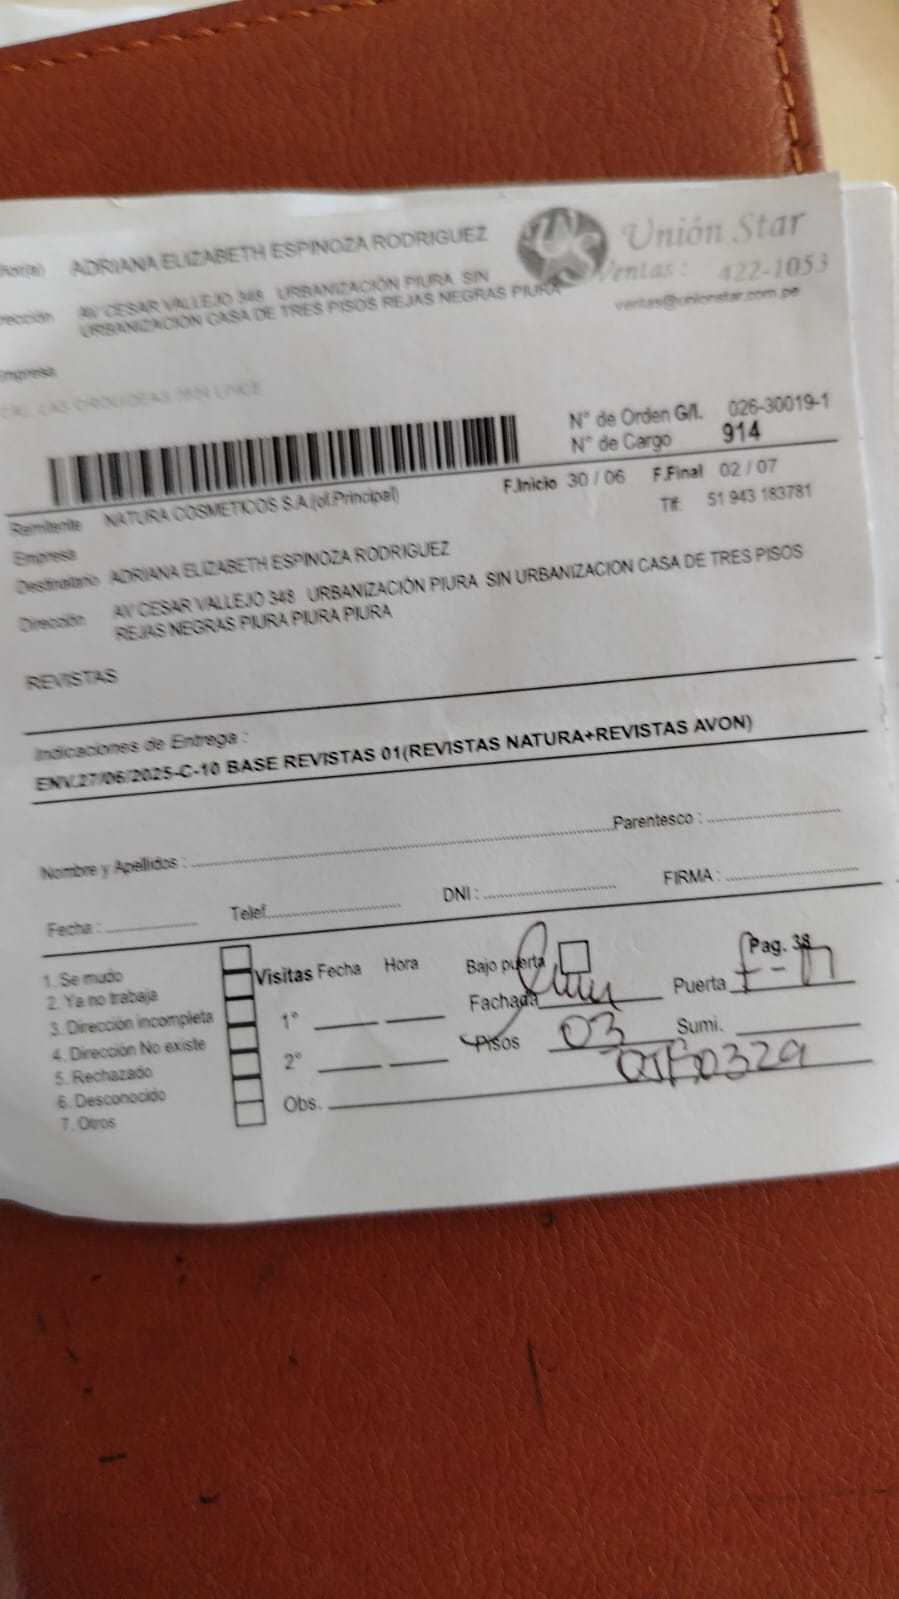 ñor(a) ADRIANA ELIZABETH ESPINOZA RODRIGUEZ
Unión Star
Ventas: 422-1053
ventas@unionstar.com.pe
rección AV CESAR VALLEJO 348 URBANIZACIÓN PIURA SIN
URBANIZACION CASA DE TRES PISOS REJAS NEGRAS PIURA
Empresa
LAS ORQUIDEAS LINCE
N° de Orden G/I. 026-30019-1
N° de Cargo 914
F.Inicio 30 / 06 F.Final 02 / 07
Remitente NATURA COSMETICOS S.A.(of.Principal)
Tlf: 51 943 183781
Empresa
Destinatario ADRIANA ELIZABETH ESPINOZA RODRIGUEZ
Dirección AV CESAR VALLEJO 348 URBANIZACIÓN PIURA SIN URBANIZACION CASA DE TRES PISOS
REJAS NEGRAS PIURA PIURA PIURA
REVISTAS
Indicaciones de Entrega :
ENV.27/06/2025-C-10 BASE REVISTAS 01(REVISTAS NATURA+REVISTAS AVON)
Nombre y Apellidos : Parentesco :
Fecha : Telef. DNI : FIRMA :
Pag. 38
1. Se mudo
2. Ya no trabaja
3. Dirección incompleta
4. Dirección No existe
5. Rechazado
6. Desconocido
7. Otros
Visitas Fecha Hora
1°
2°
Obs.
Bajo puerta
Fachada Puerta
Pisos 03 Sumi.